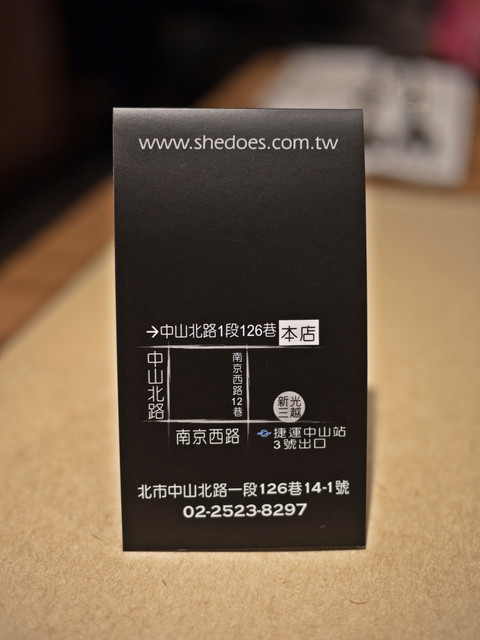 www.shedoes.com.tw
→中山北路1段126巷 本店
中山北路
南京西路12巷
新光
三越
南京西路
捷運中山站
3號出口
北市中山北路一段126巷14-1號
02-2523-8297